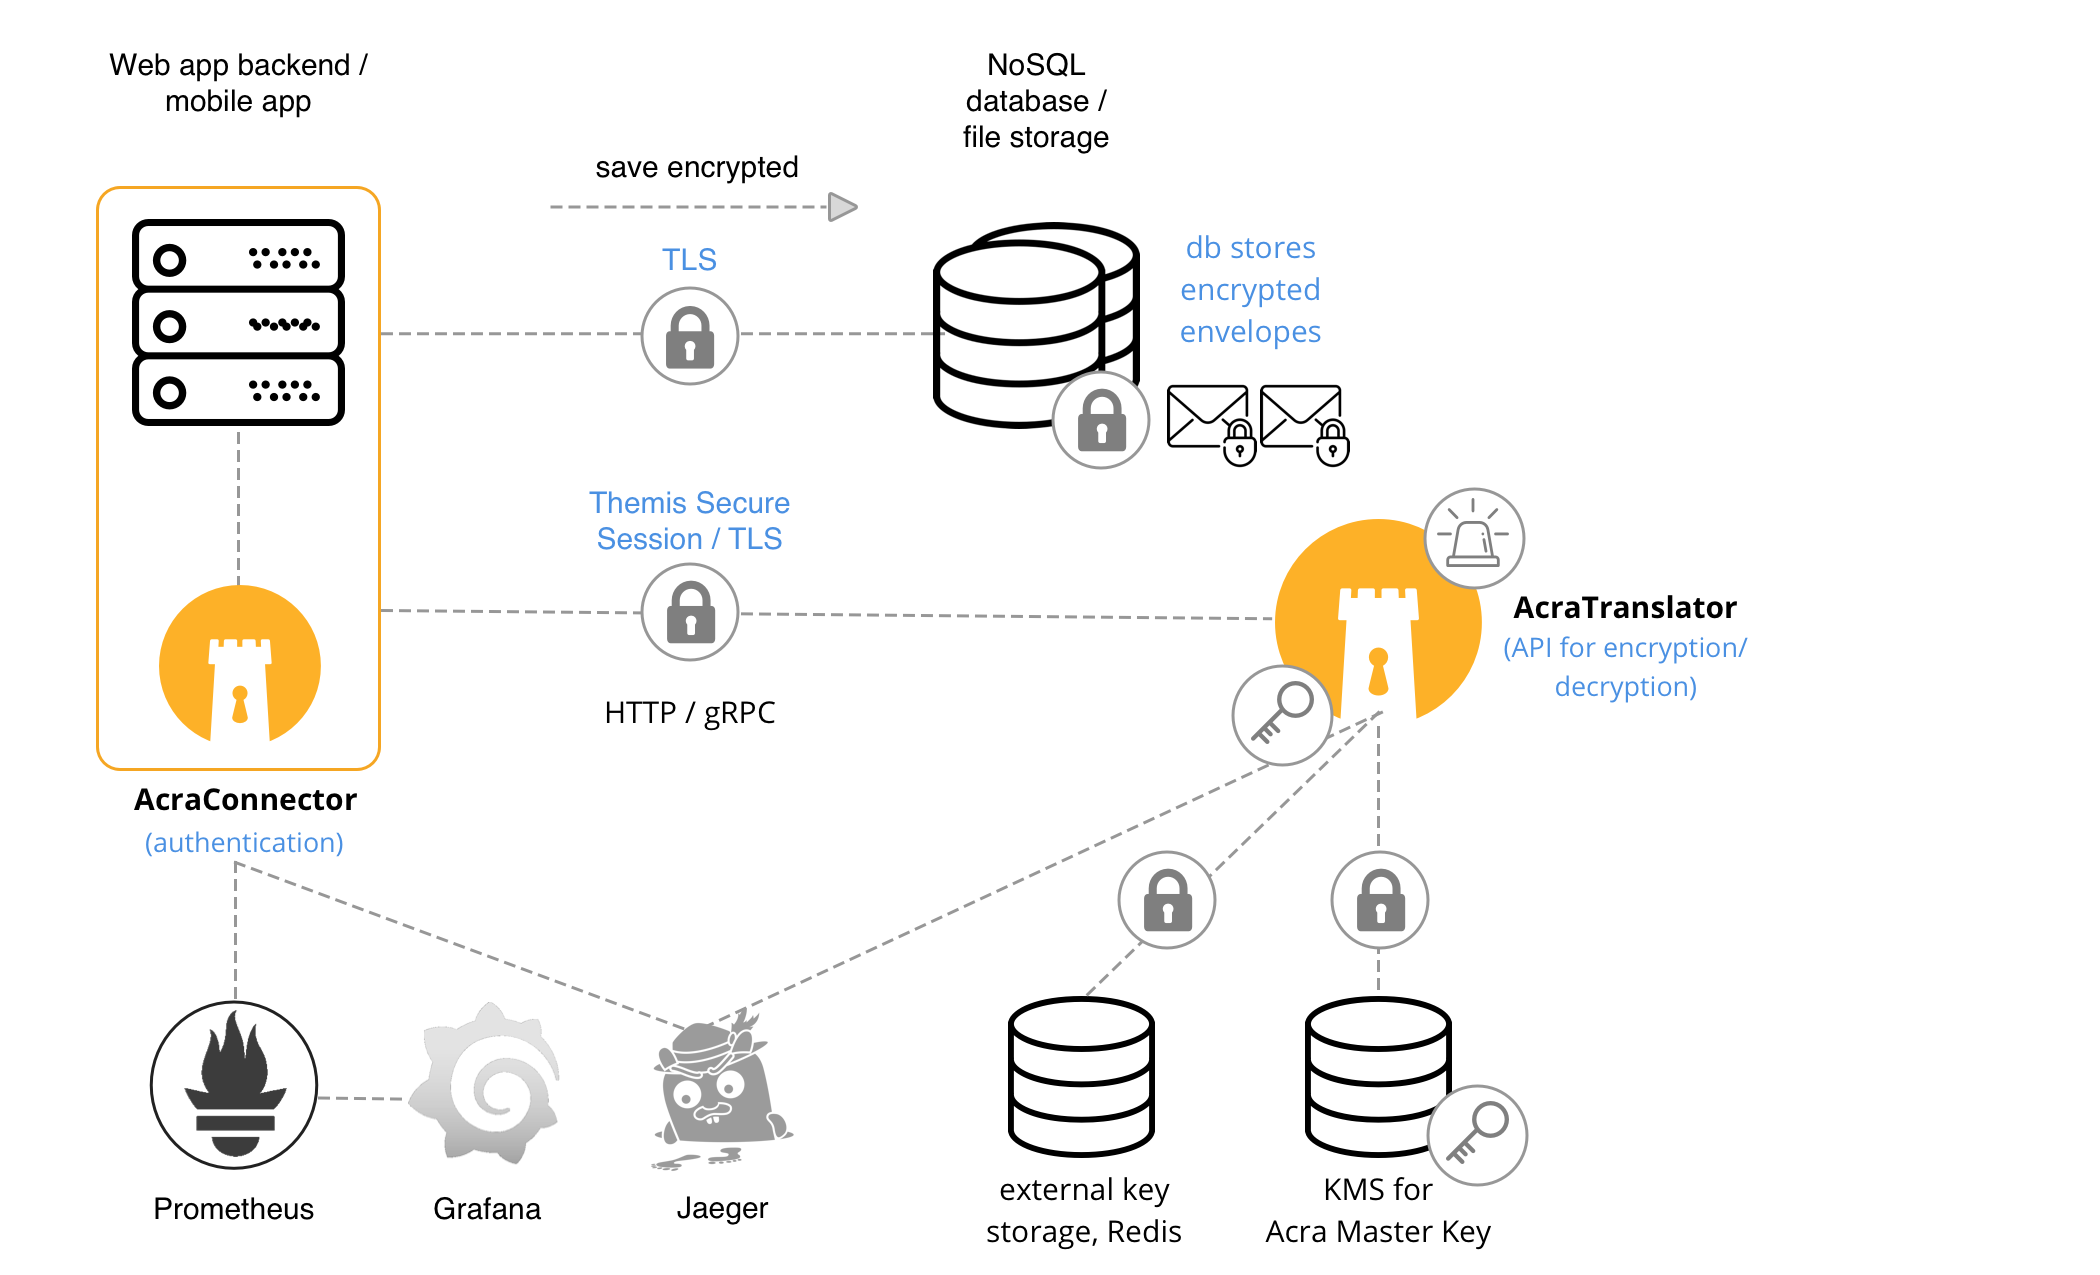 Web app backend /
mobile app
NoSQL
database /
file storage
save encrypted
TLS
db stores
encrypted
envelopes
Themis Secure
Session / TLS
HTTP / gRPC
AcraTranslator
(API for encryption/
decryption)
AcraConnector
(authentication)
Prometheus
Grafana
Jaeger
external key
storage, Redis
KMS for
Acra Master Key